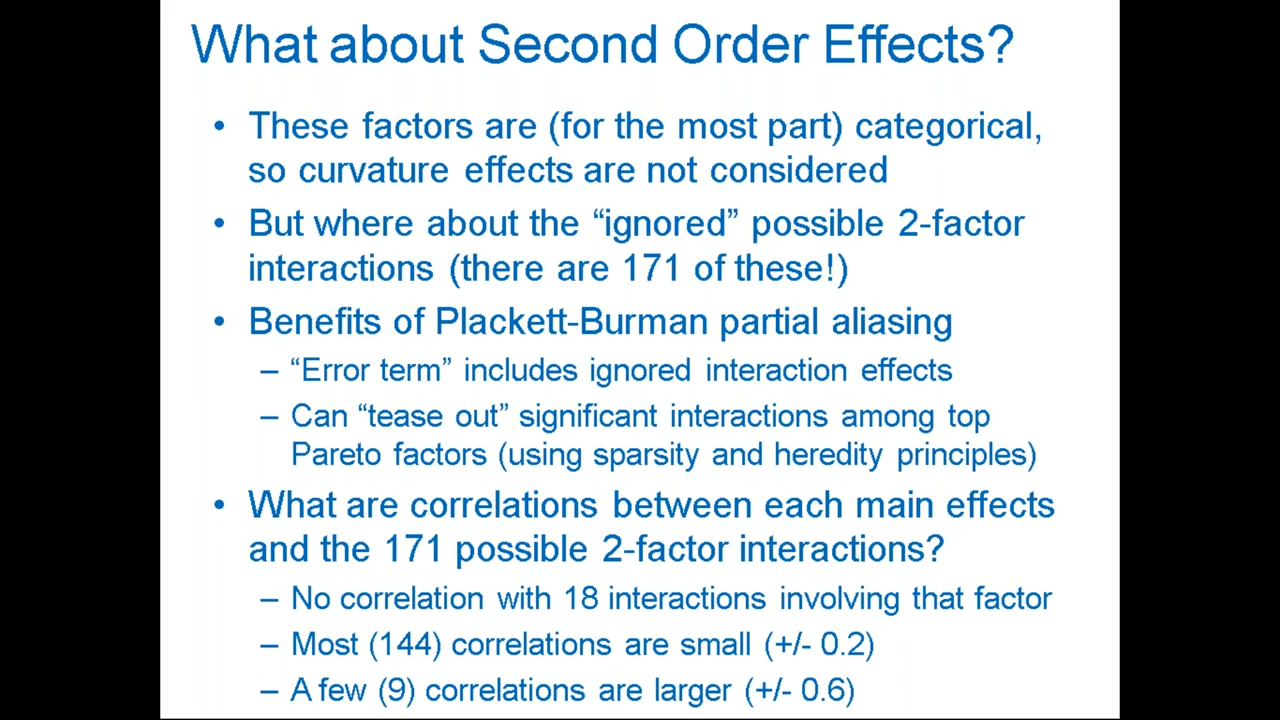 What about Second Order Effects?
• These factors are (for the most part) categorical,
so curvature effects are not considered
• But where about the “ignored” possible 2-factor
interactions (there are 171 of these!)
• Benefits of Plackett-Burman partial aliasing
– “Error term” includes ignored interaction effects
– Can “tease out” significant interactions among top
Pareto factors (using sparsity and heredity principles)
• What are correlations between each main effects
and the 171 possible 2-factor interactions?
– No correlation with 18 interactions involving that factor
– Most (144) correlations are small (+/- 0.2)
– A few (9) correlations are larger (+/- 0.6)